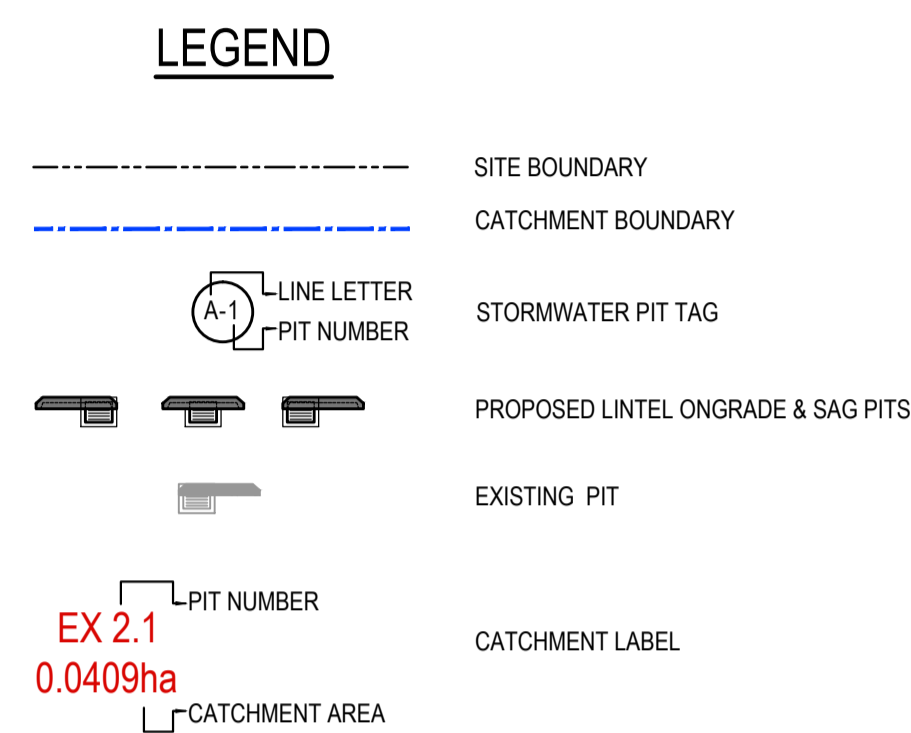 LEGEND
SITE BOUNDARY
CATCHMENT BOUNDARY
A-1
LINE LETTER
PIT NUMBER
STORMWATER PIT TAG
PROPOSED LINTEL ONGRADE & SAG PITS
EXISTING PIT
PIT NUMBER
EX 2.1
0.0409ha
CATCHMENT AREA
CATCHMENT LABEL